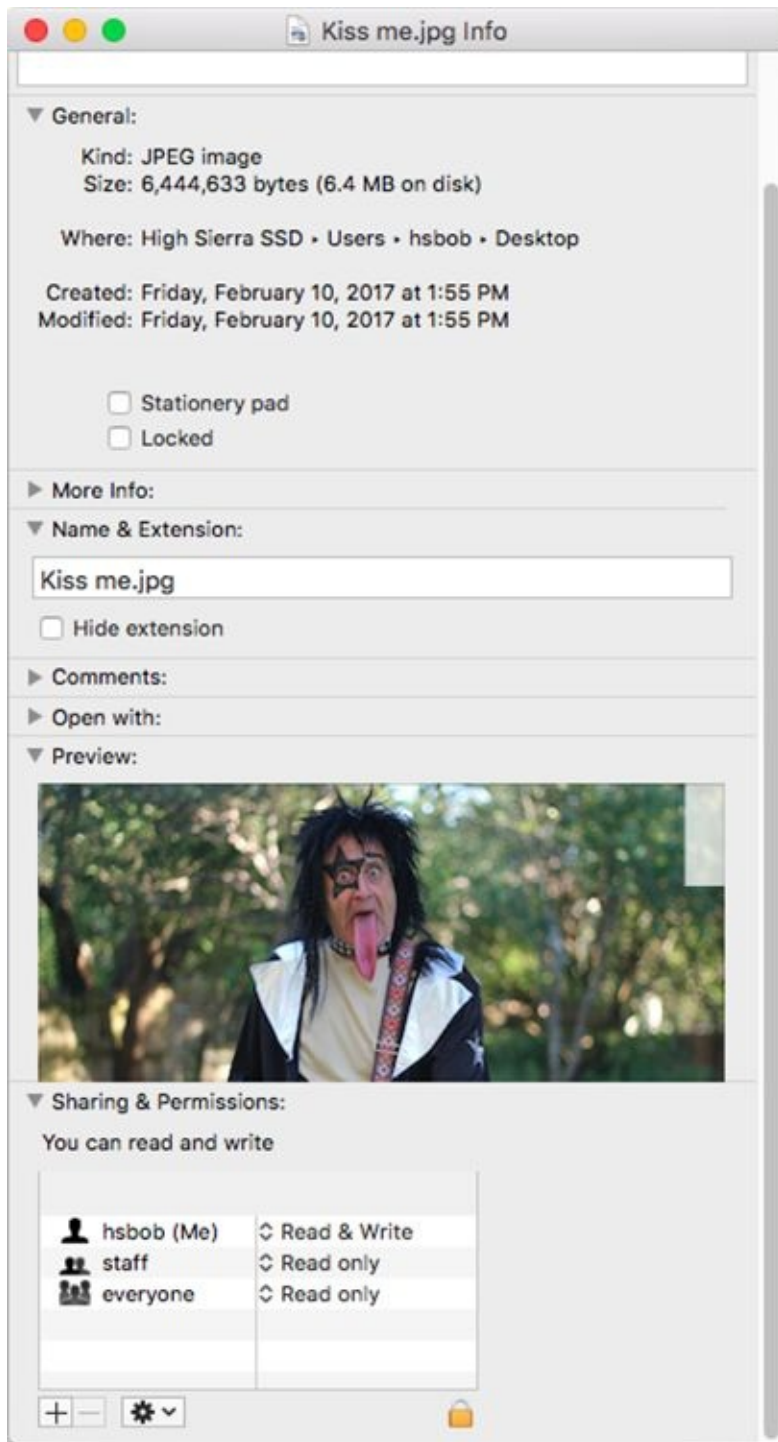 Kiss me.jpg Info
General:
Kind: JPEG image
Size: 6,444,633 bytes (6.4 MB on disk)
Where: High Sierra SSD ▸ Users ▸ hsbob ▸ Desktop
Created: Friday, February 10, 2017 at 1:55 PM
Modified: Friday, February 10, 2017 at 1:55 PM
Stationery pad
Locked
More Info:
Name & Extension:
Kiss me.jpg
Hide extension
Comments:
Open with:
Preview:
Sharing & Permissions:
You can read and write
hsbob (Me) Read & Write
staff Read only
everyone Read only